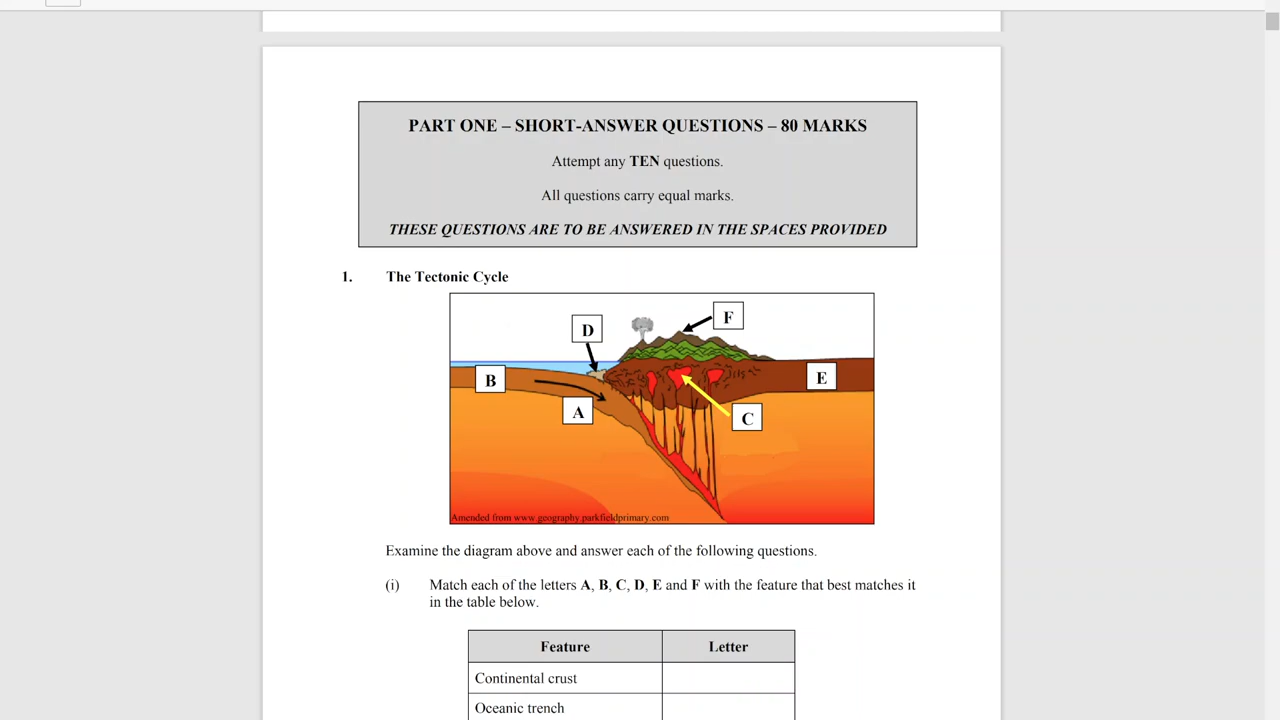 PART ONE – SHORT-ANSWER QUESTIONS – 80 MARKS
Attempt any TEN questions.
All questions carry equal marks.
THESE QUESTIONS ARE TO BE ANSWERED IN THE SPACES PROVIDED
1. The Tectonic Cycle
F
D
B
E
A
C
Amended from www.geography.parkfieldprimary.com
Examine the diagram above and answer each of the following questions.
(i) Match each of the letters A, B, C, D, E and F with the feature that best matches it
in the table below.
Feature Letter
Continental crust
Oceanic trench